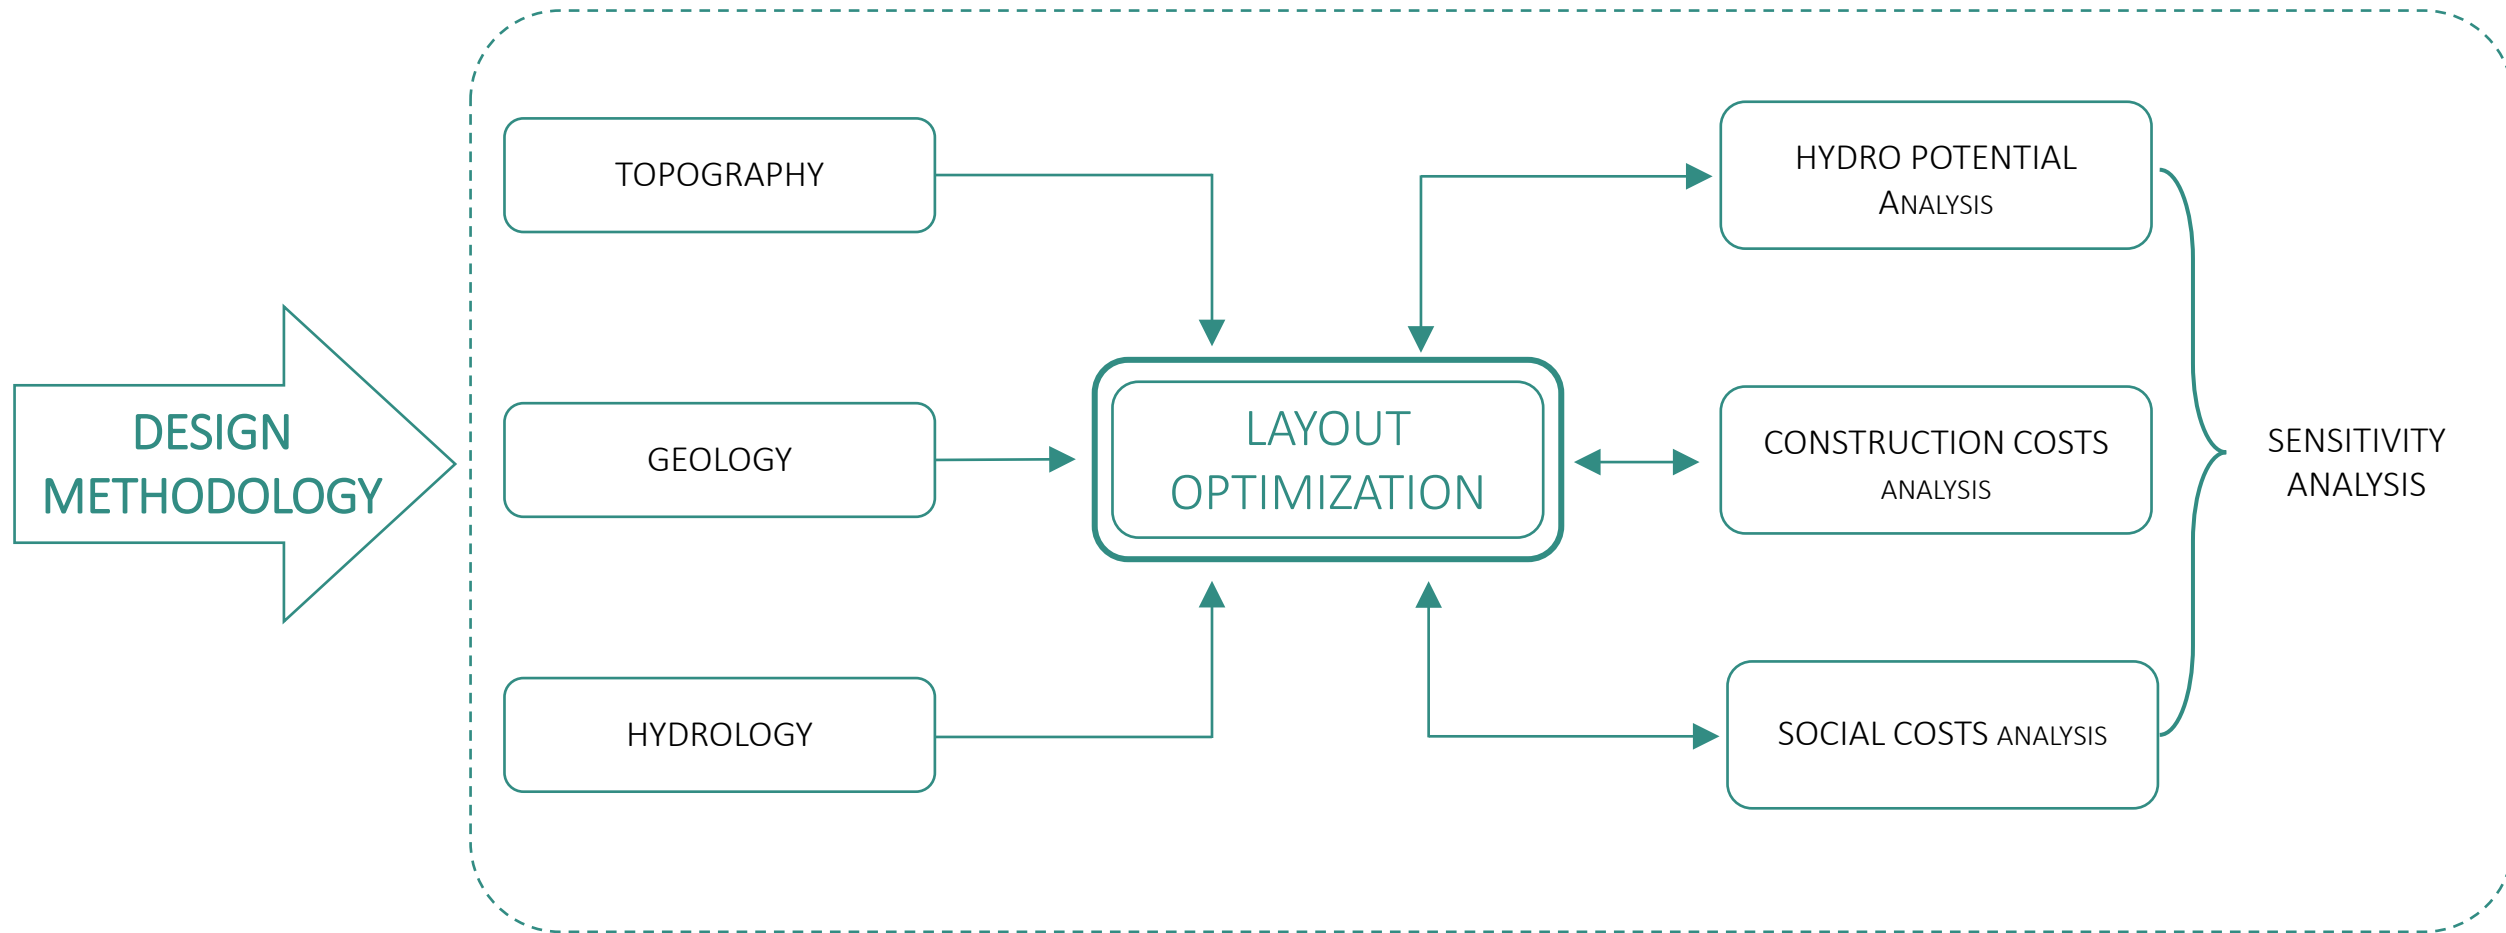 DESIGN
METHODOLOGY
TOPOGRAPHY
GEOLOGY
HYDROLOGY
LAYOUT
OPTIMIZATION
HYDRO POTENTIAL
ANALYSIS
CONSTRUCTION COSTS
ANALYSIS
SOCIAL COSTS ANALYSIS
SENSITIVITY
ANALYSIS